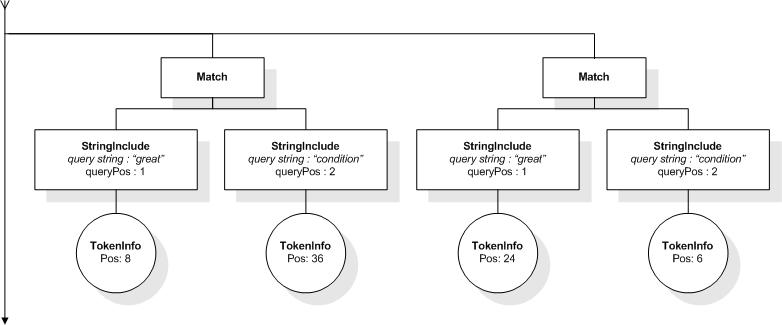 Match
Match
StringInclude
query string : “great”
queryPos : 1
StringInclude
query string : “condition”
queryPos : 2
StringInclude
query string : “great”
queryPos : 1
StringInclude
query string : “condition”
queryPos : 2
TokenInfo
Pos: 8
TokenInfo
Pos: 36
TokenInfo
Pos: 24
TokenInfo
Pos: 6